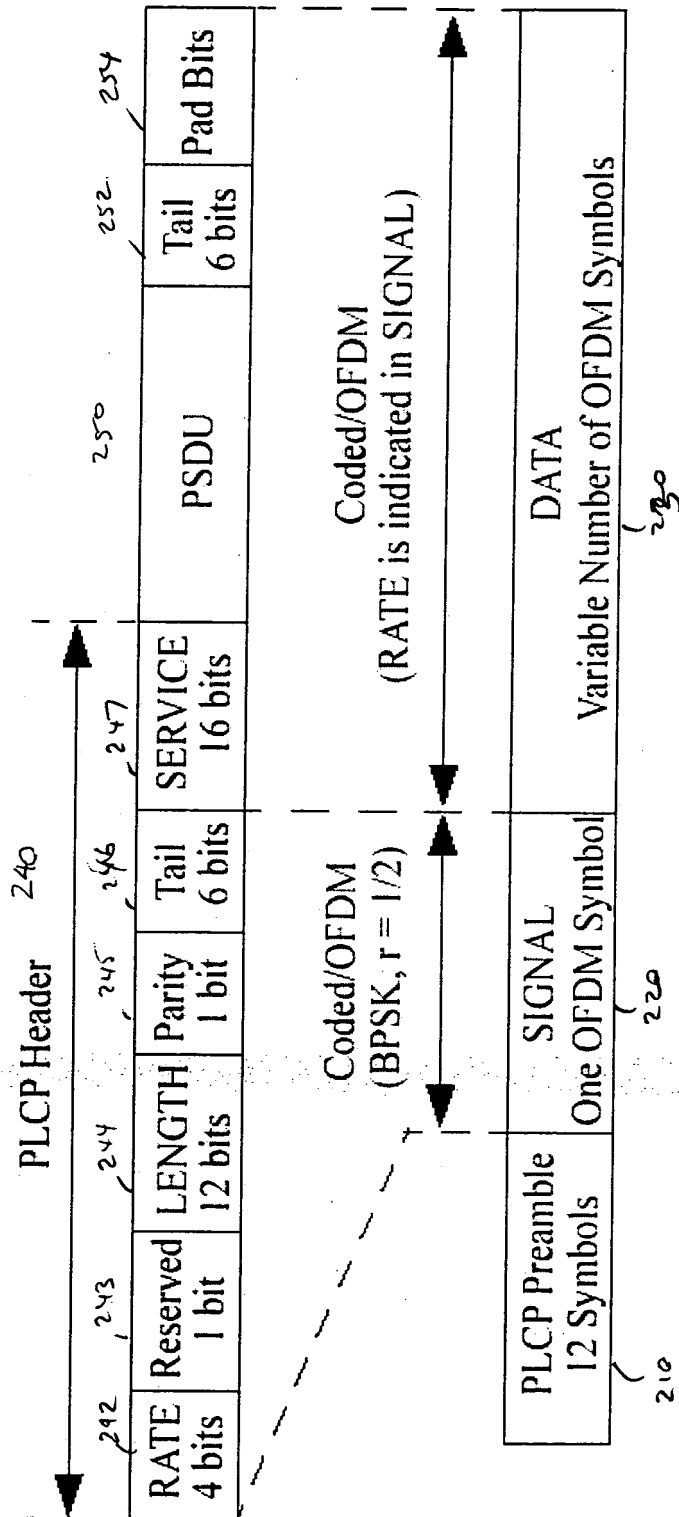 PLCP Header 240
292
243
244
245
246
247
250
252
254
RATE
4 bits
Reserved
1 bit
LENGTH
12 bits
Parity
1 bit
Tail
6 bits
SERVICE
16 bits
PSDU
Tail
6 bits
Pad Bits
Coded/OFDM
(BPSK, r = 1/2)
Coded/OFDM
(RATE is indicated in SIGNAL)
PLCP Preamble
12 Symbols
SIGNAL
One OFDM Symbol
DATA
Variable Number of OFDM Symbols
210
220